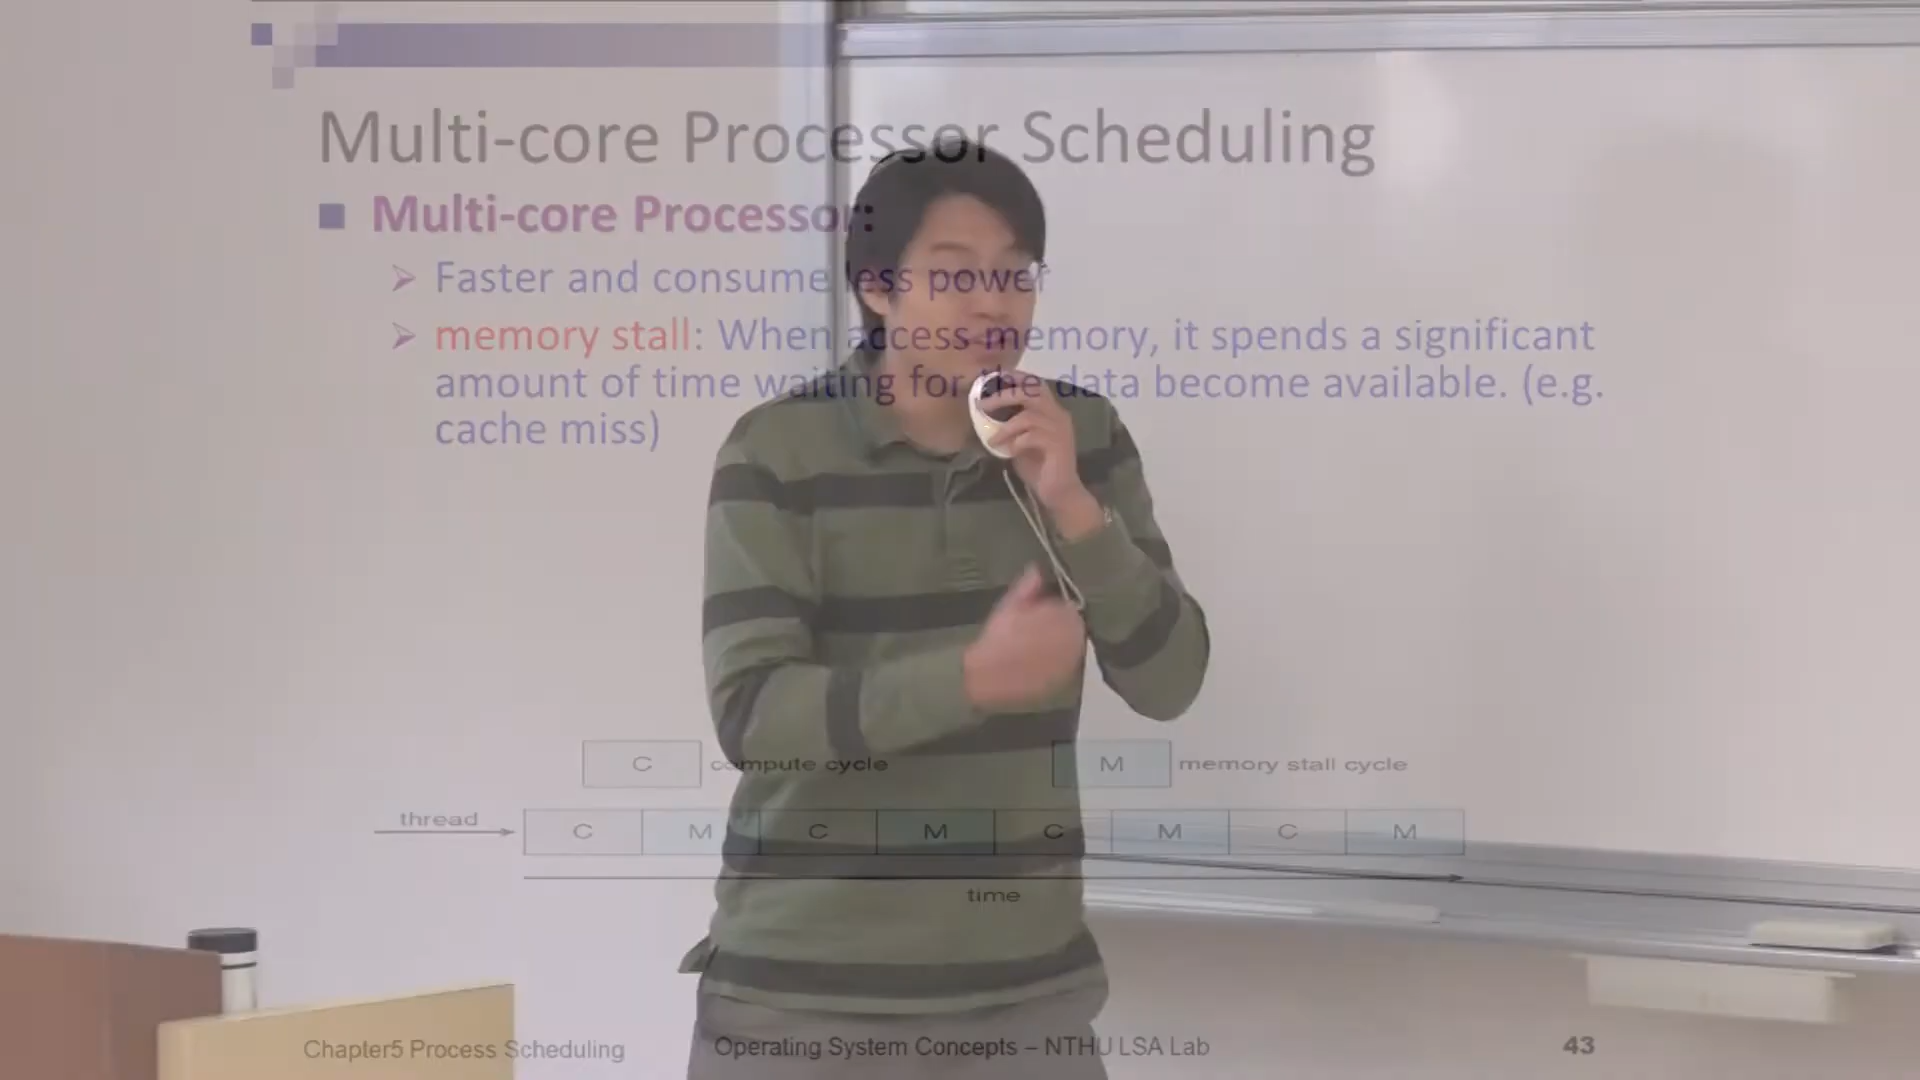 Multi-core Processor Scheduling
Multi-core Processor:
Faster and consume less power
memory stall: When access memory, it spends a significant
amount of time waiting for the data become available. (e.g.
cache miss)
C compute cycle M memory stall cycle
thread C M C M C M C M
time
Chapter5 Process Scheduling Operating System Concepts – NTHU LSA Lab 43